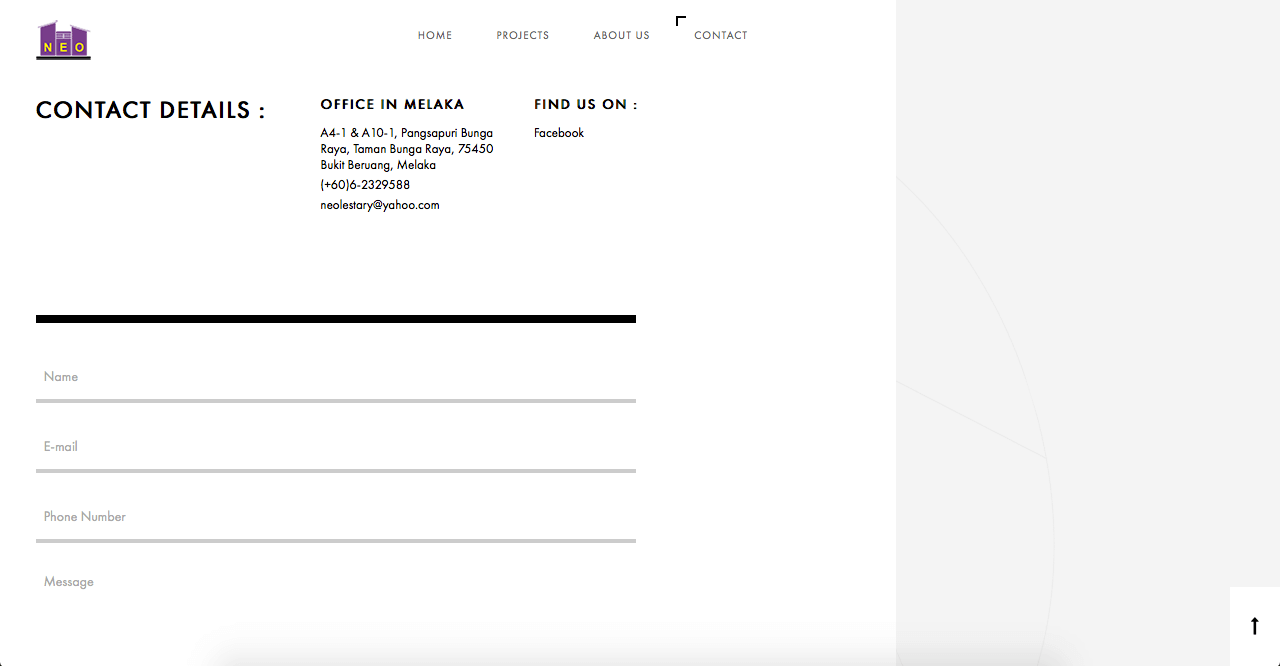 NEO
HOME
PROJECTS
ABOUT US
CONTACT
CONTACT DETAILS :
OFFICE IN MELAKA
A4-1 & A10-1, Pangsapuri Bunga
Raya, Taman Bunga Raya, 75450
Bukit Beruang, Melaka
(+60)6-2329588
neolestary@yahoo.com
FIND US ON :
Facebook
Name
E-mail
Phone Number
Message